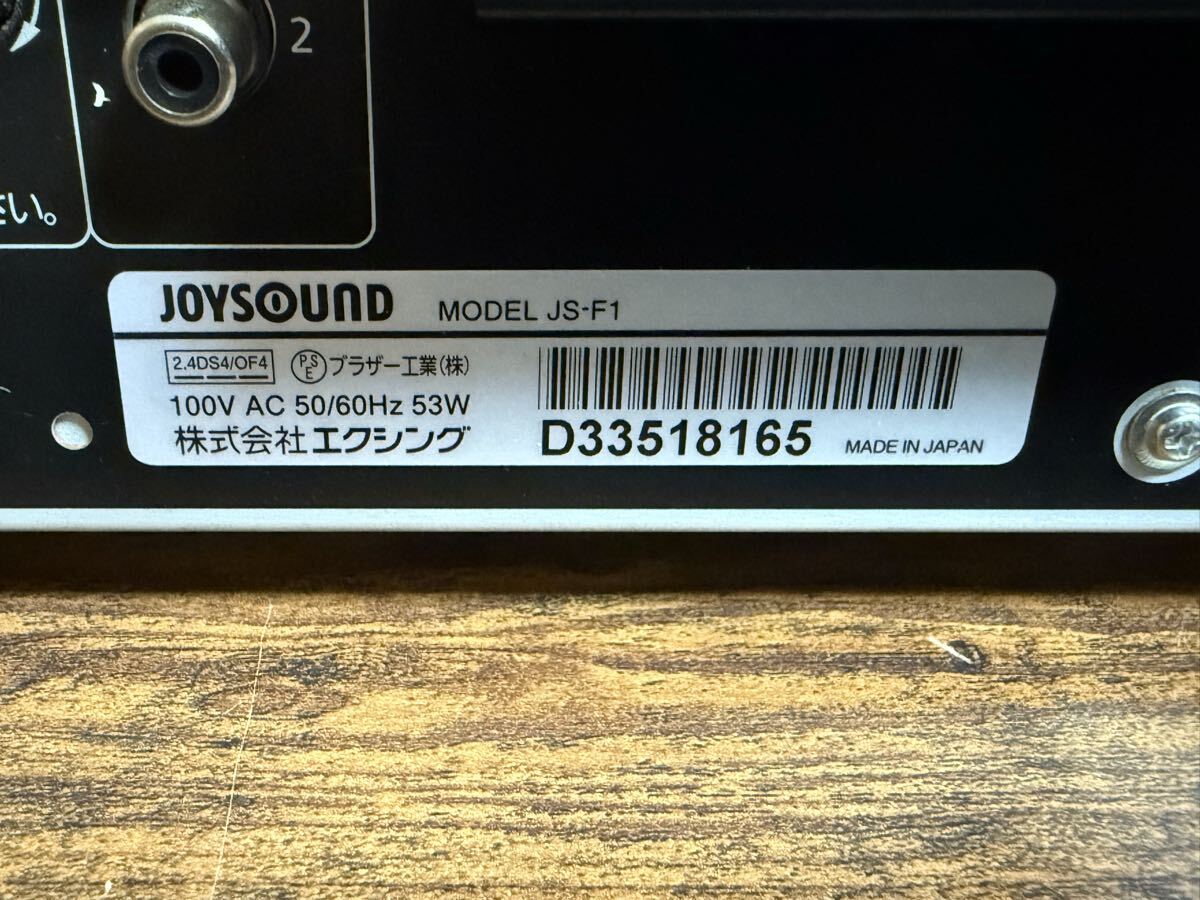 2
さい。
JOYSOUND MODEL JS-F1
2.4DS4/OF4 PSE ブラザー工業(株)
100V AC 50/60Hz 53W
株式会社エクシング
D33518165 MADE IN JAPAN